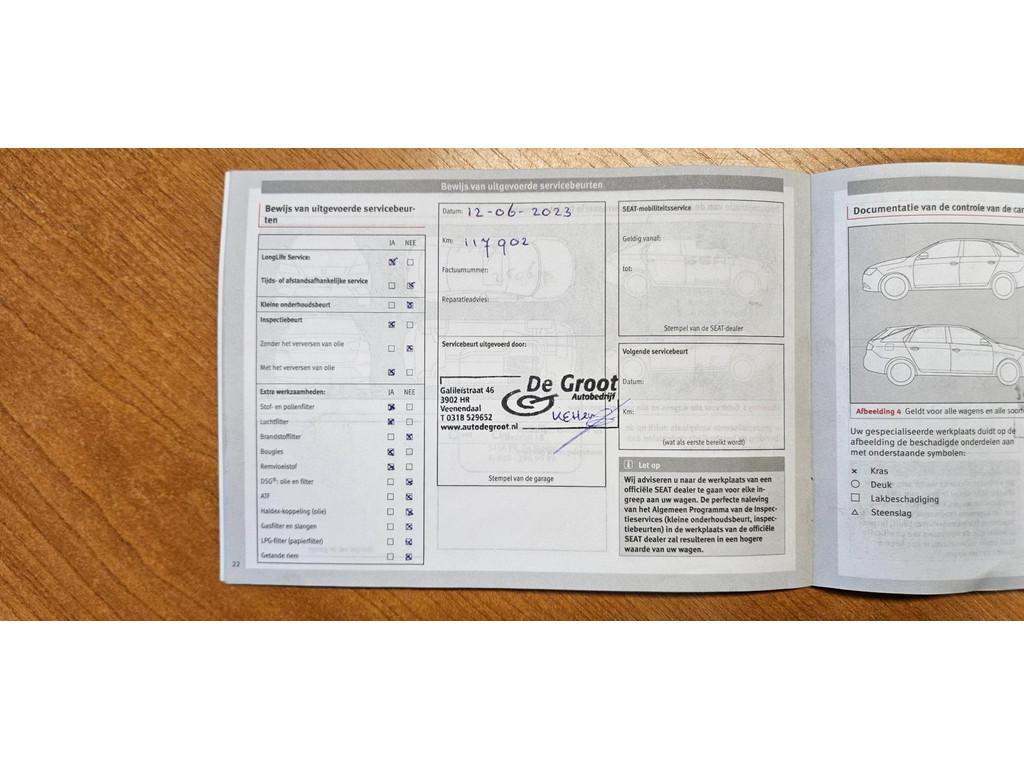 Bewijs van uitgevoerde servicebeurten
Bewijs van uitgevoerde servicebeur-
ten
JA NEE
LongLife Service:
Tijds- of afstandsafhankelijke service
Kleine onderhoudsbeurt
Inspectiebeurt
Zonder het verversen van olie
Met het verversen van olie
Extra werkzaamheden: JA NEE
Stof- en pollenfilter
Luchtfilter
Brandstoffilter
Bougies
Remvloeistof
DSG®: olie en filter
ATF
Haldex-koppeling (olie)
Gasfilter en slangen
LPG-filter (papierfilter)
Getande riem
22
Datum: 12-06-2023
Km: 117902
Factuurnummer:
Reparatieadvies:
Servicebeurt uitgevoerd door:
De Groot
Autobedrijf
Galileistraat 46
3902 HR
Veenendaal
T 0318 529652
www.autodegroot.nl
Stempel van de garage
SEAT-mobiliteitsservice
Geldig vanaf:
tot:
Stempel van de SEAT-dealer
Volgende servicebeurt
Datum:
Km:
(wat als eerste bereikt wordt)
i Let op
Wij adviseren u naar de werkplaats van een
officiële SEAT dealer te gaan voor elke in-
greep aan uw wagen. De perfecte naleving
van het Algemeen Programma van de Inspec-
tieservices (kleine onderhoudsbeurt, inspec-
tiebeurten) in de werkplaats van de officiële
SEAT dealer zal resulteren in een hogere
waarde van uw wagen.
Documentatie van de controle van de car
Afbeelding 4 Geldt voor alle wagens en alle soort
Uw gespecialiseerde werkplaats duidt op de
afbeelding de beschadigde onderdelen aan
met onderstaande symbolen:
× Kras
○ Deuk
□ Lakbeschadiging
△ Steenslag